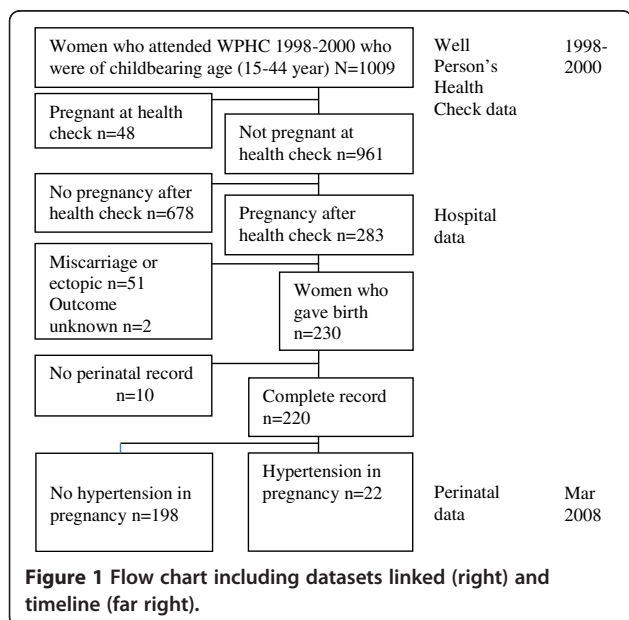 Women who attended WPHC 1998-2000 who
were of childbearing age (15-44 year) N=1009
Well
Person's
Health
Check data
1998-
2000
Pregnant at health
check n=48
Not pregnant at
health check n=961
No pregnancy after
health check n=678
Pregnancy after
health check n=283
Hospital
data
Miscarriage or
ectopic n=51
Outcome
unknown n=2
Women who
gave birth
n=230
No perinatal record
n=10
Complete record
n=220
No hypertension in
pregnancy n=198
Hypertension in
pregnancy n=22
Perinatal
data
Mar
2008
Figure 1 Flow chart including datasets linked (right) and
timeline (far right).